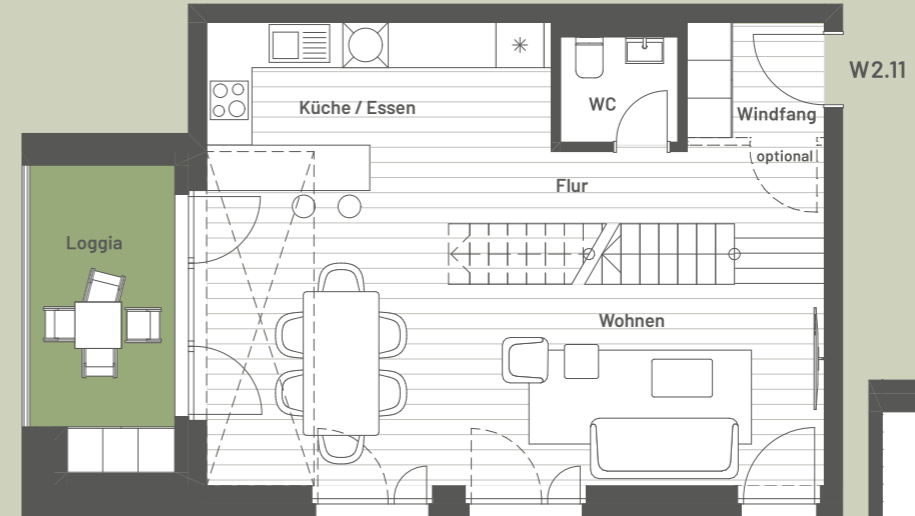 W2.11
Küche / Essen
WC
Windfang
optional
Flur
Loggia
Wohnen